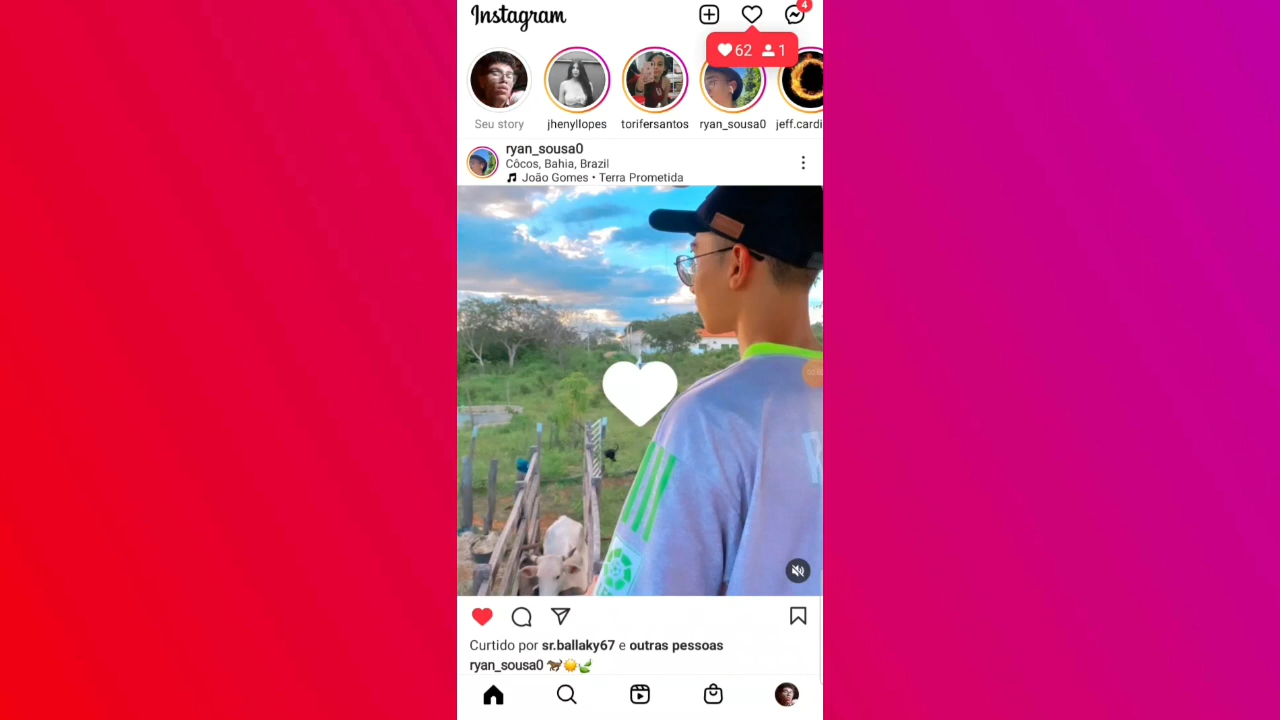 Instagram
4
62 1
Seu story
jhenyllopes
torifersantos
ryan_sousa0
jeff.cardi
ryan_sousa0
Côcos, Bahia, Brazil
João Gomes • Terra Prometida
Curtido por sr.ballaky67 e outras pessoas
ryan_sousa0 🐎☀️🍃